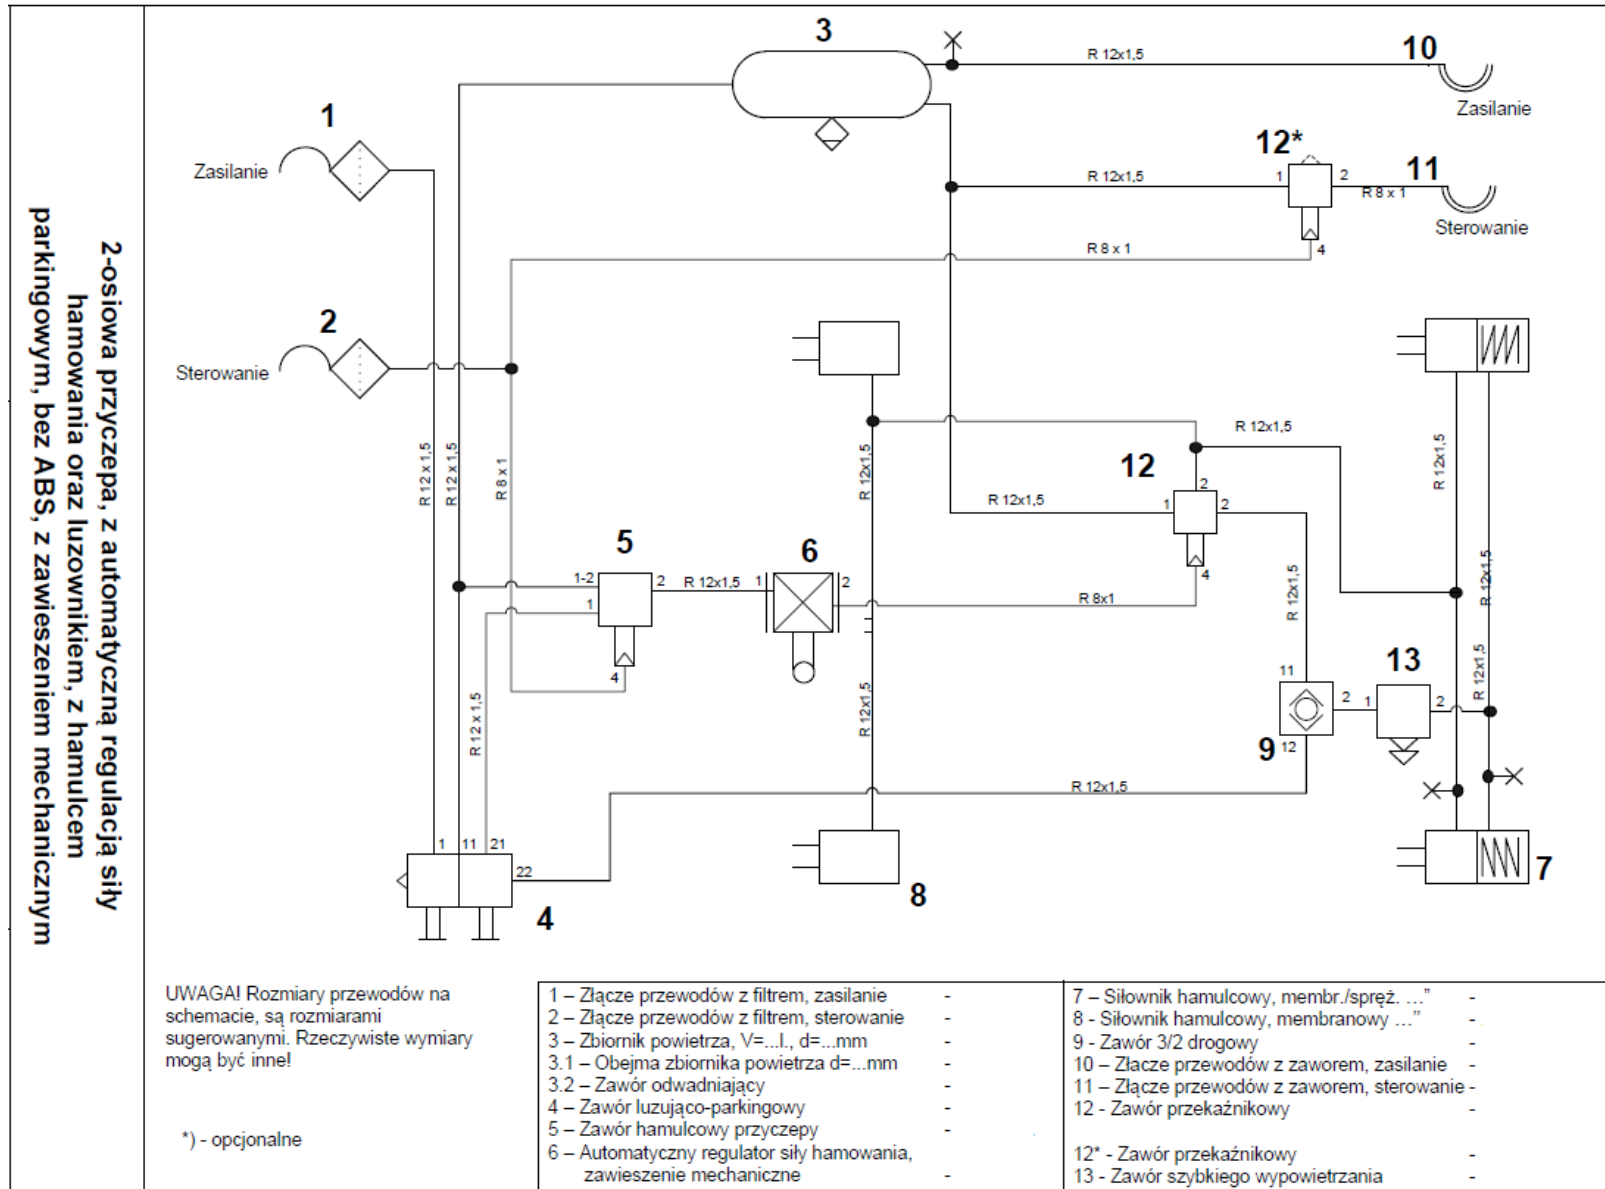 2-osiowa przyczepa, z automatyczną regulacją siły
hamowania oraz luzownikiem, z hamulcem
parkingowym, bez ABS, z zawieszeniem mechanicznym
3
R 12x1,5
10
Zasilanie
1
Zasilanie
12*
1
2
R 12x1,5
11
R 8 x 1
Sterowanie
4
R 8 x 1
2
Sterowanie
R 12 x 1,5
R 12 x 1,5
R 8 x 1
R 12x1,5
R 12x1,5
R 12x1,5
12
2
1
2
R 12x1,5
4
5
1-2
1
2
R 12x1,5
4
6
1
2
R 8x1
R 12x1,5
R 12x1,5
R 12 x 1,5
R 12x1,5
R 12x1,5
11
2
9
12
13
1
2
R 12x1,5
R 12x1,5
1
11
21
22
4
8
7
UWAGA! Rozmiary przewodów na
schemacie, są rozmiarami
sugerowanymi. Rzeczywiste wymiary
mogą być inne!
*) - opcjonalne
1 – Złącze przewodów z filtrem, zasilanie -
2 – Złącze przewodów z filtrem, sterowanie -
3 – Zbiornik powietrza, V=...l., d=...mm -
3.1 – Obejma zbiornika powietrza d=...mm -
3.2 – Zawór odwadniający -
4 – Zawór luzująco-parkingowy -
5 – Zawór hamulcowy przyczepy -
6 – Automatyczny regulator siły hamowania,
zawieszenie mechaniczne -
7 – Siłownik hamulcowy, membr./spręż. ...” -
8 - Siłownik hamulcowy, membranowy ...” -
9 - Zawór 3/2 drogowy -
10 – Złacze przewodów z zaworem, zasilanie -
11 – Złącze przewodów z zaworem, sterowanie -
12 - Zawór przekaźnikowy -
12* - Zawór przekaźnikowy -
13 - Zawór szybkiego wypowietrzania -